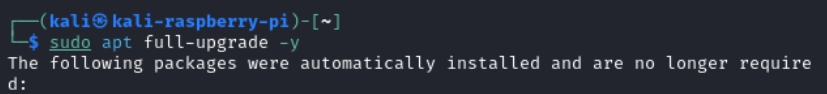 ┌──(kali㉿kali-raspberry-pi)-[~]
└─$ sudo apt full-upgrade -y
The following packages were automatically installed and are no longer require
d: